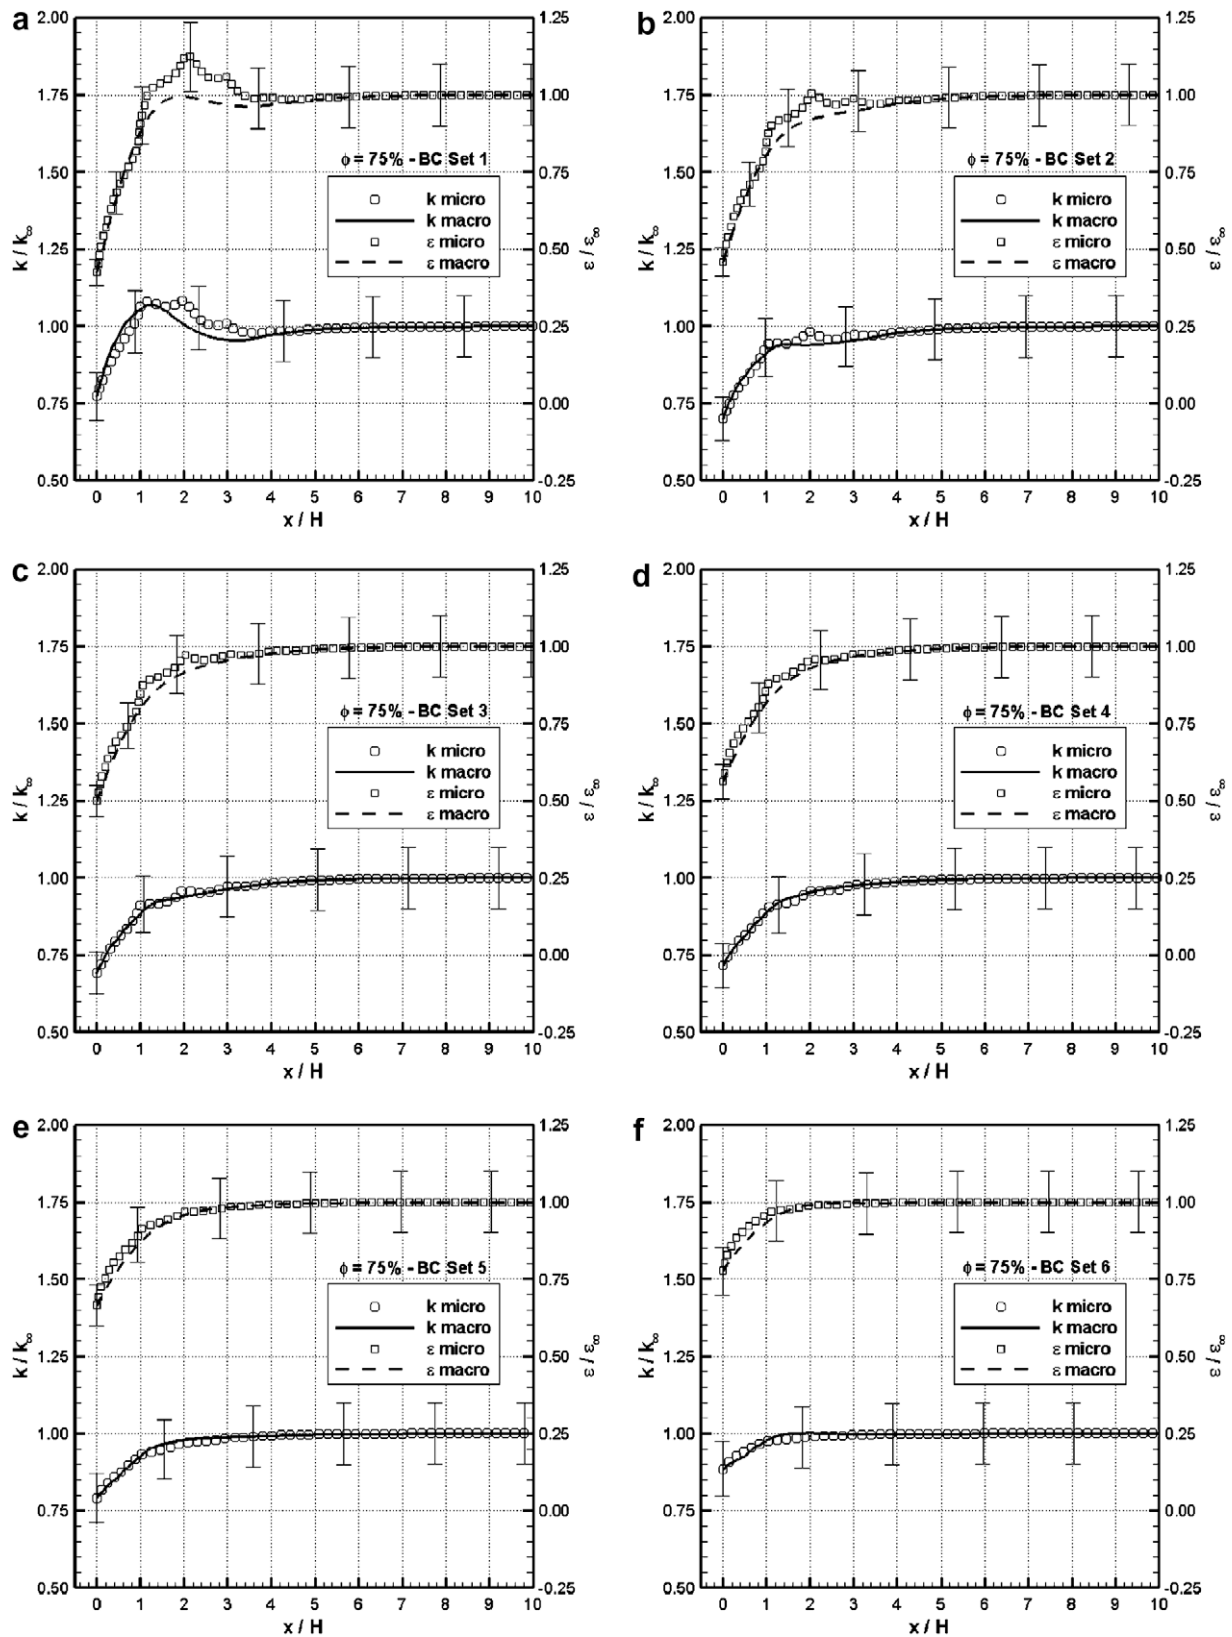 a
2.00 1.25
1.75 1.00
1.50 0.75
1.25 0.50
1.00 0.25
0.75 0.00
0.50 -0.25
k / k∞
ε / ε∞
ϕ = 75% - BC Set 1
k micro
k macro
ε micro
ε macro
0 1 2 3 4 5 6 7 8 9 10
x / H
b
2.00 1.25
1.75 1.00
1.50 0.75
1.25 0.50
1.00 0.25
0.75 0.00
0.50 -0.25
k / k∞
ε / ε∞
ϕ = 75% - BC Set 2
k micro
k macro
ε micro
ε macro
0 1 2 3 4 5 6 7 8 9 10
x / H
c
2.00 1.25
1.75 1.00
1.50 0.75
1.25 0.50
1.00 0.25
0.75 0.00
0.50 -0.25
k / k∞
ε / ε∞
ϕ = 75% - BC Set 3
k micro
k macro
ε micro
ε macro
0 1 2 3 4 5 6 7 8 9 10
x / H
d
2.00 1.25
1.75 1.00
1.50 0.75
1.25 0.50
1.00 0.25
0.75 0.00
0.50 -0.25
k / k∞
ε / ε∞
ϕ = 75% - BC Set 4
k micro
k macro
ε micro
ε macro
0 1 2 3 4 5 6 7 8 9 10
x / H
e
2.00 1.25
1.75 1.00
1.50 0.75
1.25 0.50
1.00 0.25
0.75 0.00
0.50 -0.25
k / k∞
ε / ε∞
ϕ = 75% - BC Set 5
k micro
k macro
ε micro
ε macro
0 1 2 3 4 5 6 7 8 9 10
x / H
f
2.00 1.25
1.75 1.00
1.50 0.75
1.25 0.50
1.00 0.25
0.75 0.00
0.50 -0.25
k / k∞
ε / ε∞
ϕ = 75% - BC Set 6
k micro
k macro
ε micro
ε macro
0 1 2 3 4 5 6 7 8 9 10
x / H